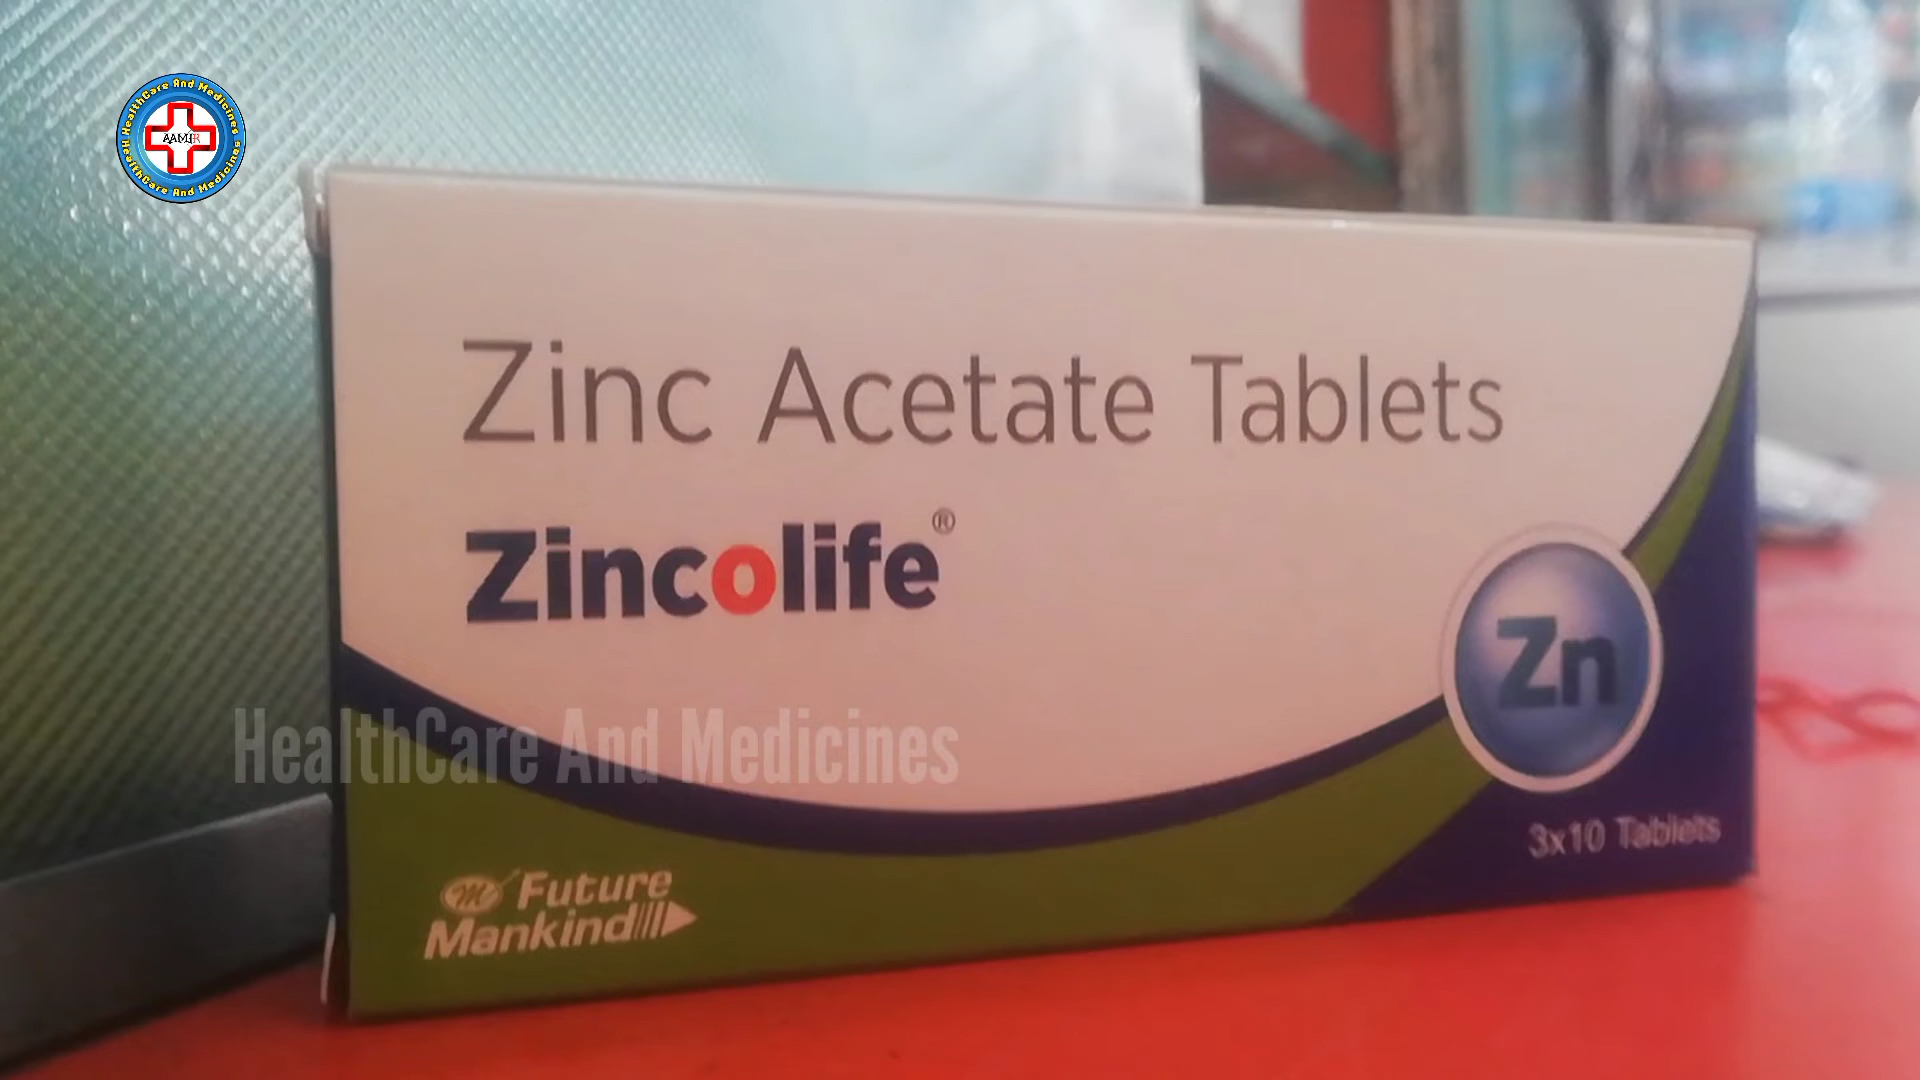 HealthCare And Medicines
AAMIR
HealthCare And Medicines
Zinc Acetate Tablets
Zincolife®
Zn
HealthCare And Medicines
3x10 Tablets
m Future
Mankind